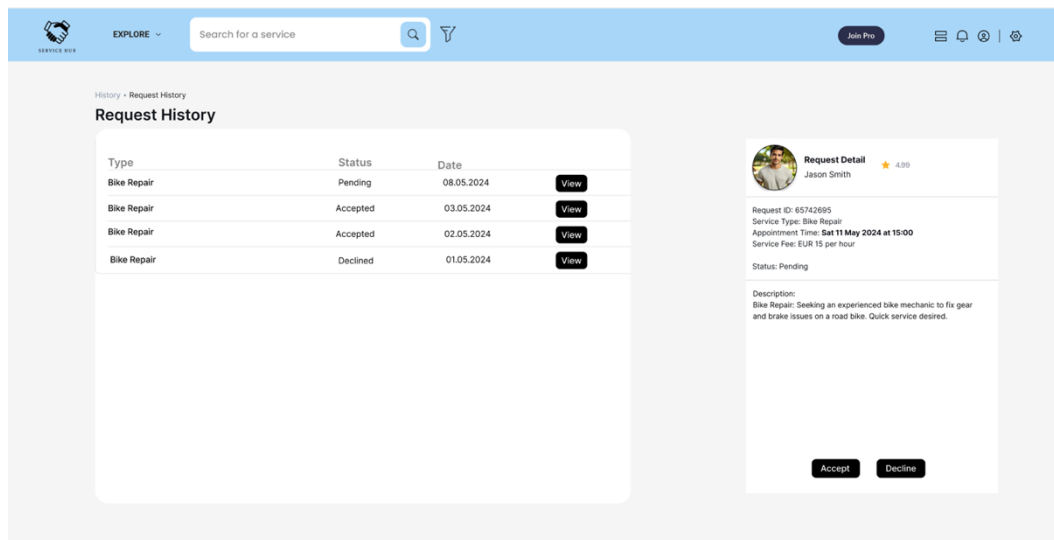 SERVICE HUB
EXPLORE
Search for a service
Join Pro
History • Request History
Request History
Type Status Date
Bike Repair Pending 08.05.2024 View
Bike Repair Accepted 03.05.2024 View
Bike Repair Accepted 02.05.2024 View
Bike Repair Declined 01.05.2024 View
Request Detail 4.99
Jason Smith
Request ID: 65742695
Service Type: Bike Repair
Appointment Time: Sat 11 May 2024 at 15:00
Service Fee: EUR 15 per hour
Status: Pending
Description:
Bike Repair: Seeking an experienced bike mechanic to fix gear
and brake issues on a road bike. Quick service desired.
Accept Decline